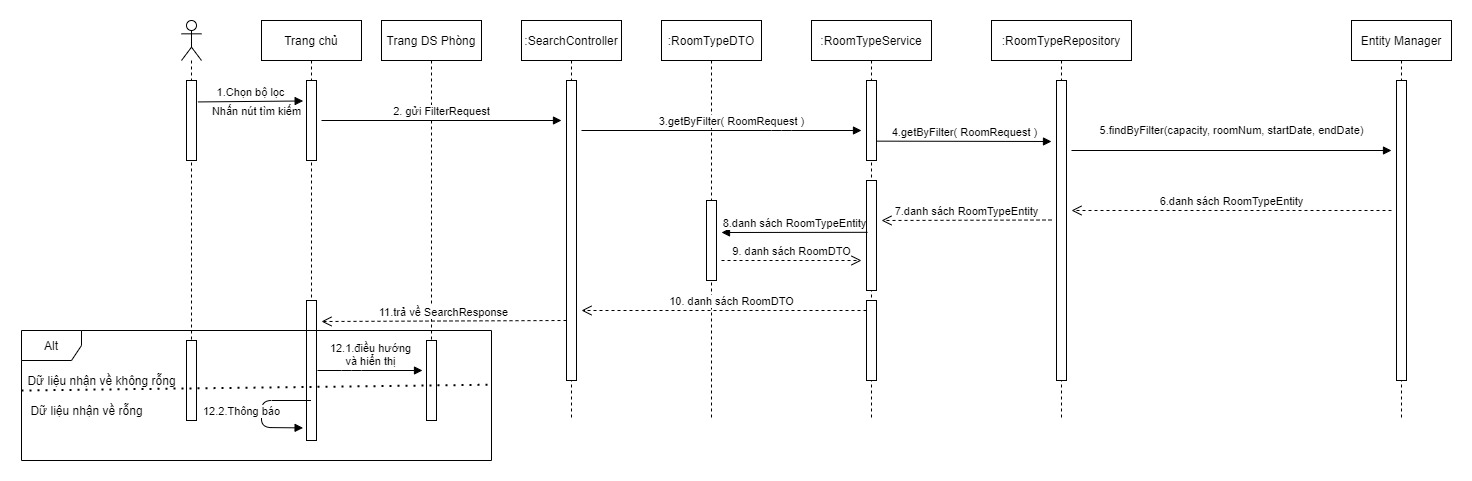 Trang chủ
Trang DS Phòng
:SearchController
:RoomTypeDTO
:RoomTypeService
:RoomTypeRepository
Entity Manager
1.Chọn bộ lọc
Nhấn nút tìm kiếm
2. gửi FilterRequest
3.getByFilter( RoomRequest )
4.getByFilter( RoomRequest )
5.findByFilter(capacity, roomNum, startDate, endDate)
6.danh sách RoomTypeEntity
7.danh sách RoomTypeEntity
8.danh sách RoomTypeEntity
9. danh sách RoomDTO
10. danh sách RoomDTO
11.trả về SearchResponse
Alt
12.1.điều hướng
và hiển thị
Dữ liệu nhận về không rỗng
Dữ liệu nhận về rỗng
12.2.Thông báo